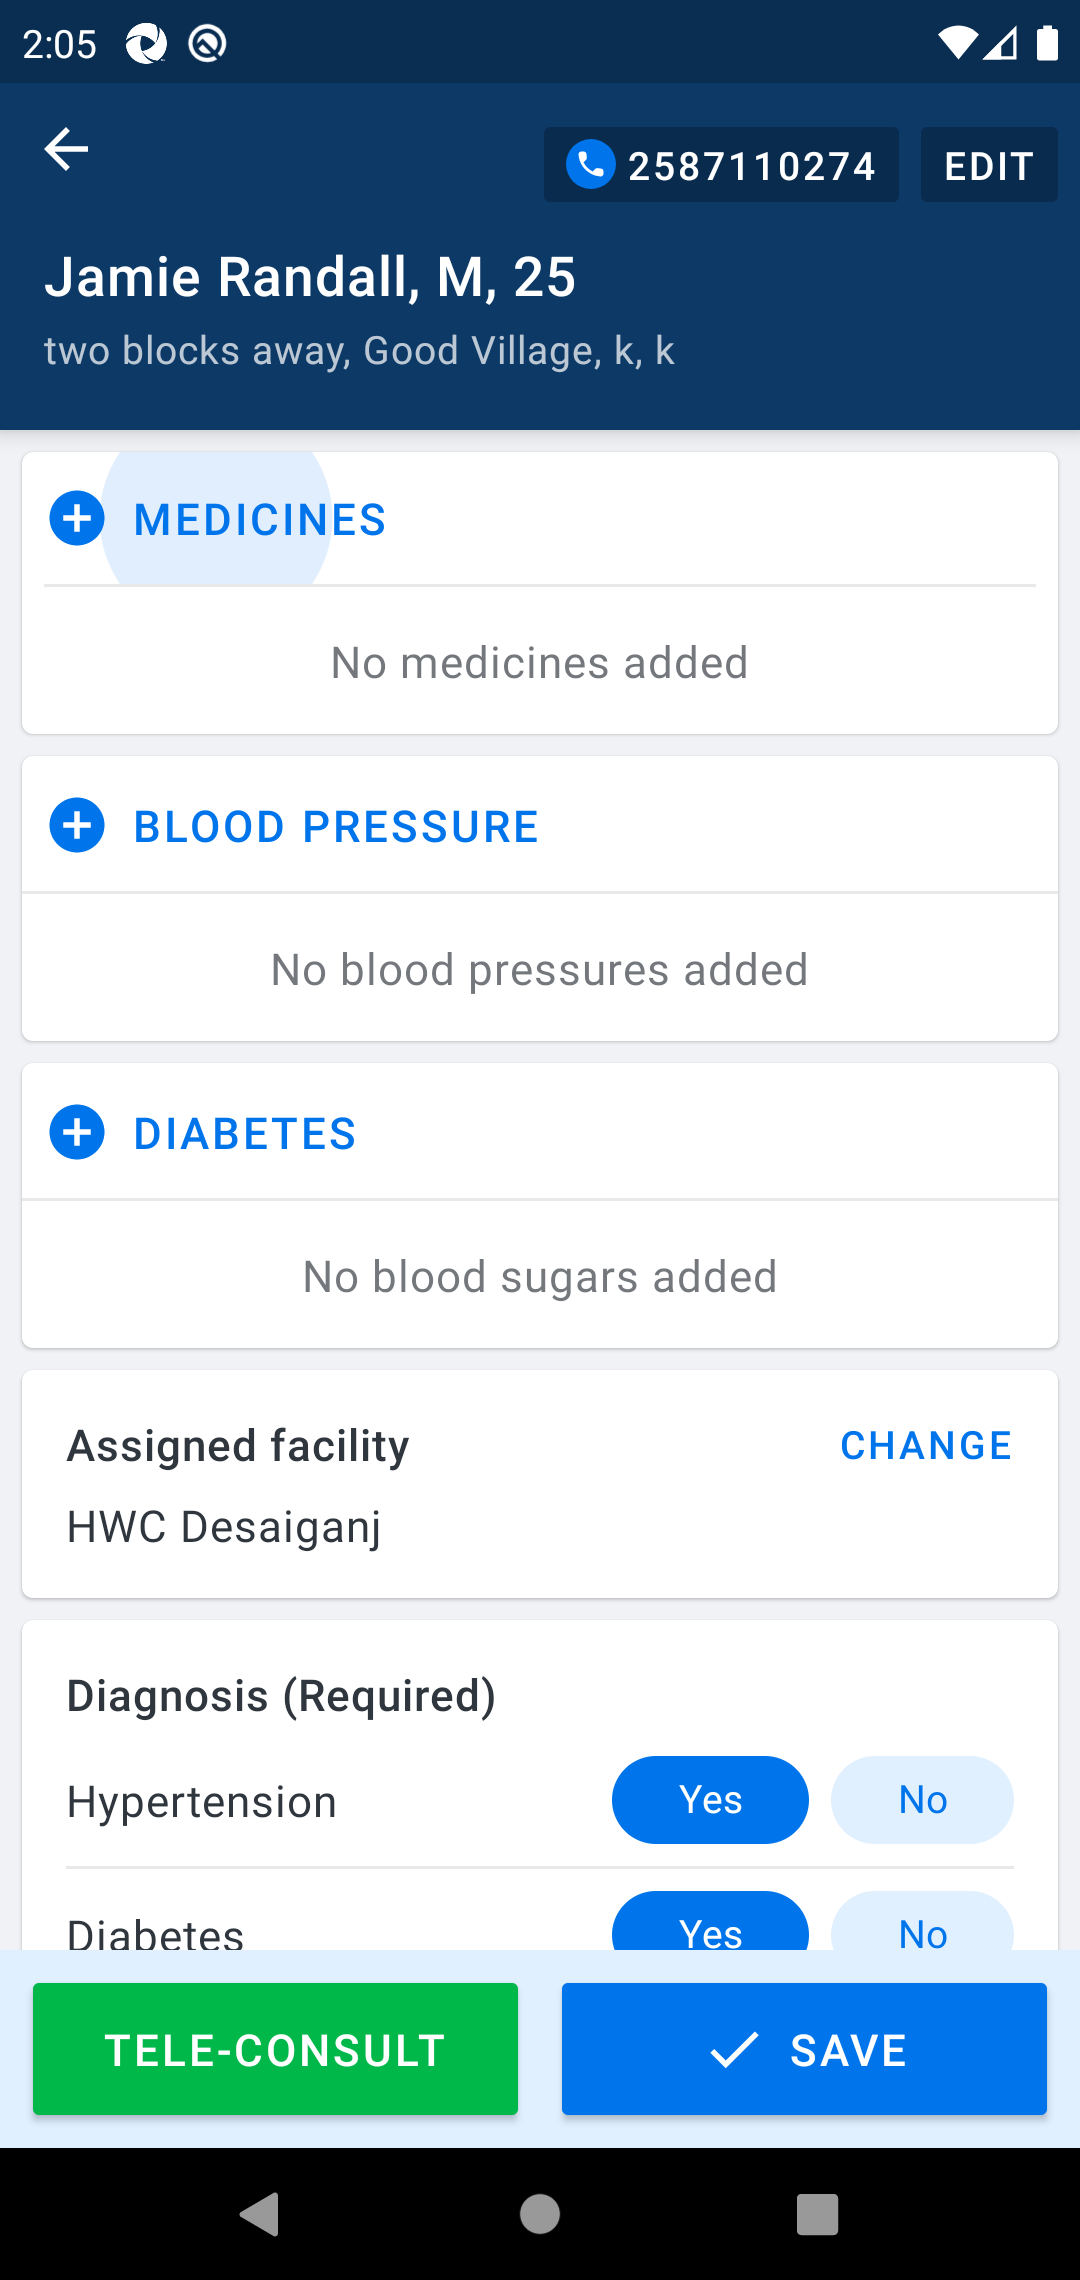 2:05
2587110274
EDIT
Jamie Randall, M, 25
two blocks away, Good Village, k, k
MEDICINES
No medicines added
BLOOD PRESSURE
No blood pressures added
DIABETES
No blood sugars added
Assigned facility
CHANGE
HWC Desaiganj
Diagnosis (Required)
Hypertension
Yes
No
Diabetes
Yes
No
TELE-CONSULT
SAVE